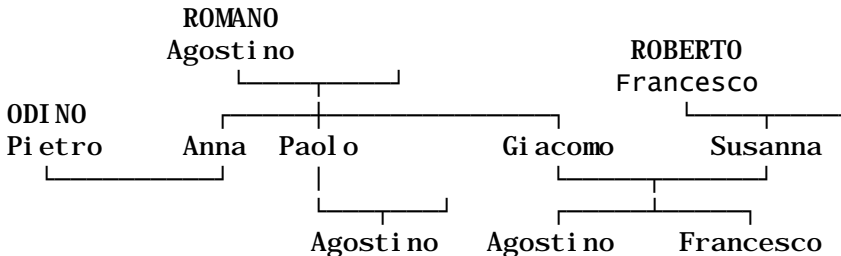 ROMANO
Agostino ROBERTO
Francesco
ODINO
Pietro Anna Paolo Giacomo Susanna
Agostino Agostino Francesco